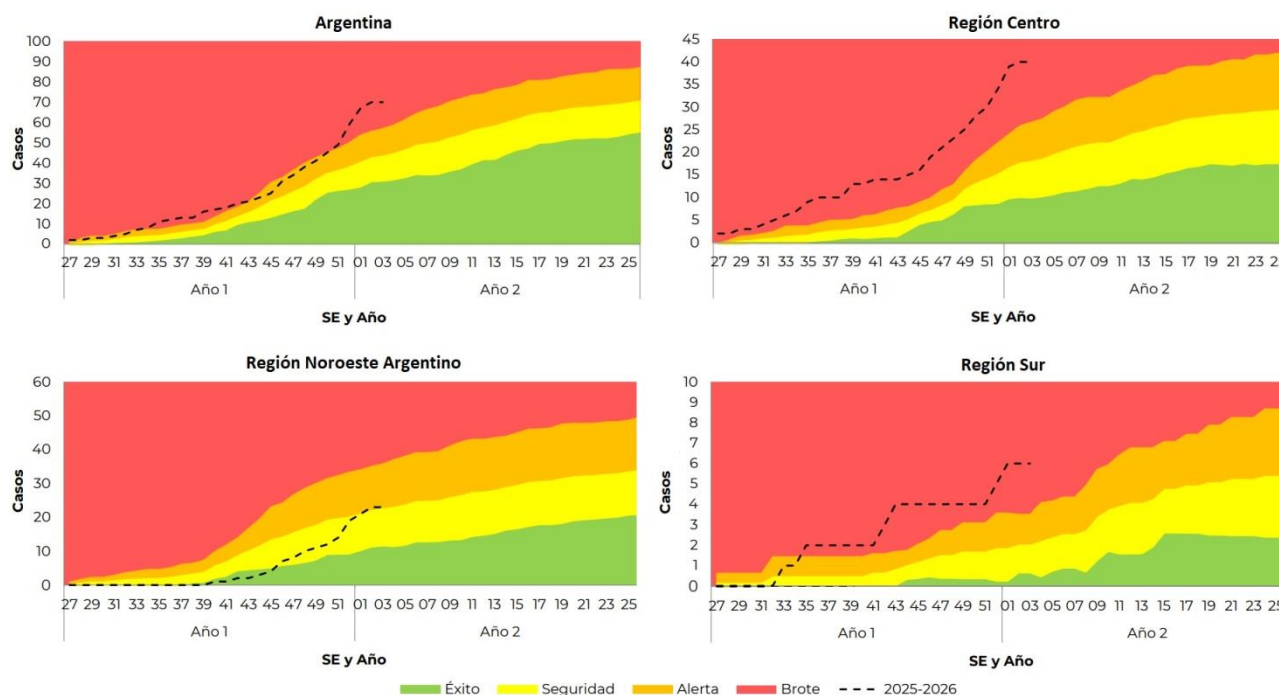 Argentina
100
90
80
70
60
50
40
30
20
10
0
Casos
27 29 31 33 35 37 39 41 43 45 47 49 51 01 03 05 07 09 11 13 15 17 19 21 23 25
Año 1 Año 2
SE y Año
Región Centro
45
40
35
30
25
20
15
10
5
0
Casos
27 29 31 33 35 37 39 41 43 45 47 49 51 01 03 05 07 09 11 13 15 17 19 21 23
Año 1 Año 2
SE y Año
Región Noroeste Argentino
60
50
40
30
20
10
0
Casos
27 29 31 33 35 37 39 41 43 45 47 49 51 01 03 05 07 09 11 13 15 17 19 21 23 25
Año 1 Año 2
SE y Año
Región Sur
10
9
8
7
6
5
4
3
2
1
0
Casos
27 29 31 33 35 37 39 41 43 45 47 49 51 01 03 05 07 09 11 13 15 17 19 21 23 25
Año 1 Año 2
SE y Año
Éxito Seguridad Alerta Brote 2025-2026